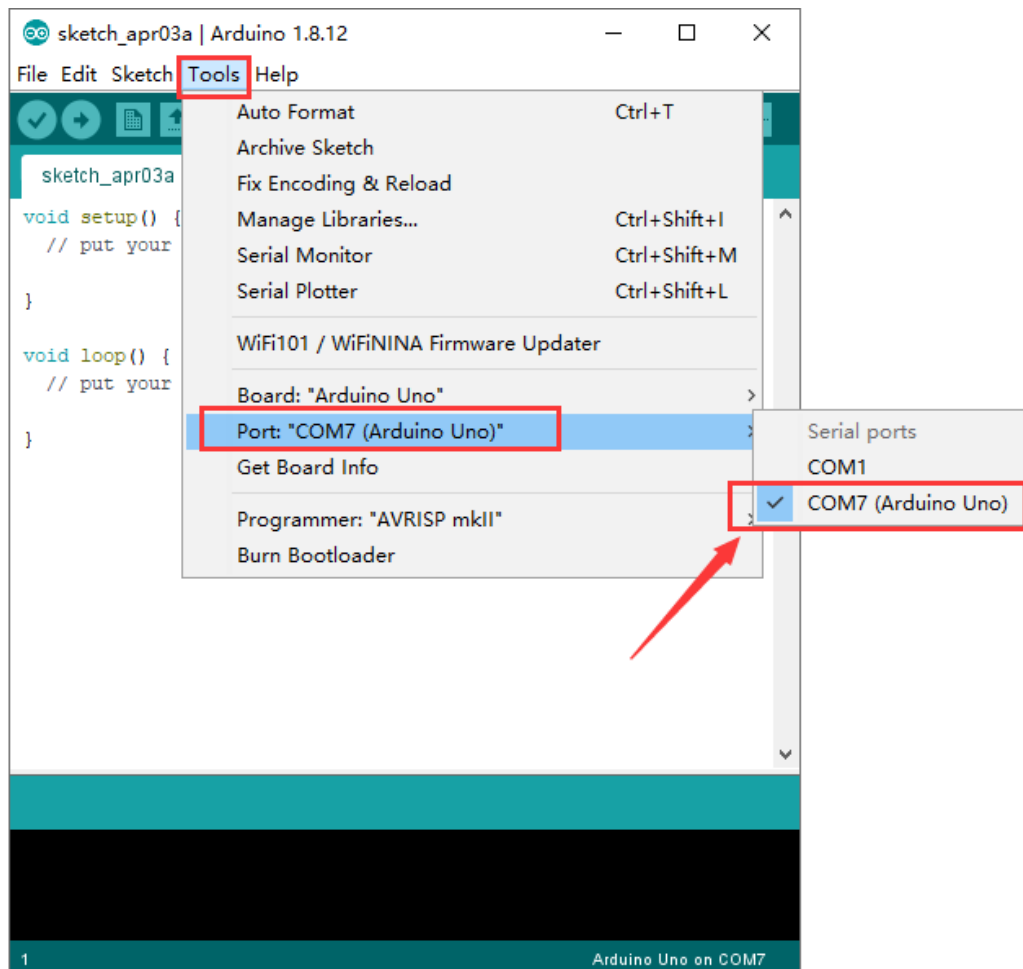 sketch_apr03a | Arduino 1.8.12
File Edit Sketch Tools Help
Auto Format Ctrl+T
Archive Sketch
sketch_apr03a
Fix Encoding & Reload
void setup() {
Manage Libraries... Ctrl+Shift+I
// put your
Serial Monitor Ctrl+Shift+M
Serial Plotter Ctrl+Shift+L
}
WiFi101 / WiFiNINA Firmware Updater
void loop() {
// put your
Board: "Arduino Uno"
Port: "COM7 (Arduino Uno)"
Serial ports
}
Get Board Info
COM1
COM7 (Arduino Uno)
Programmer: "AVRISP mkII"
Burn Bootloader
1 Arduino Uno on COM7